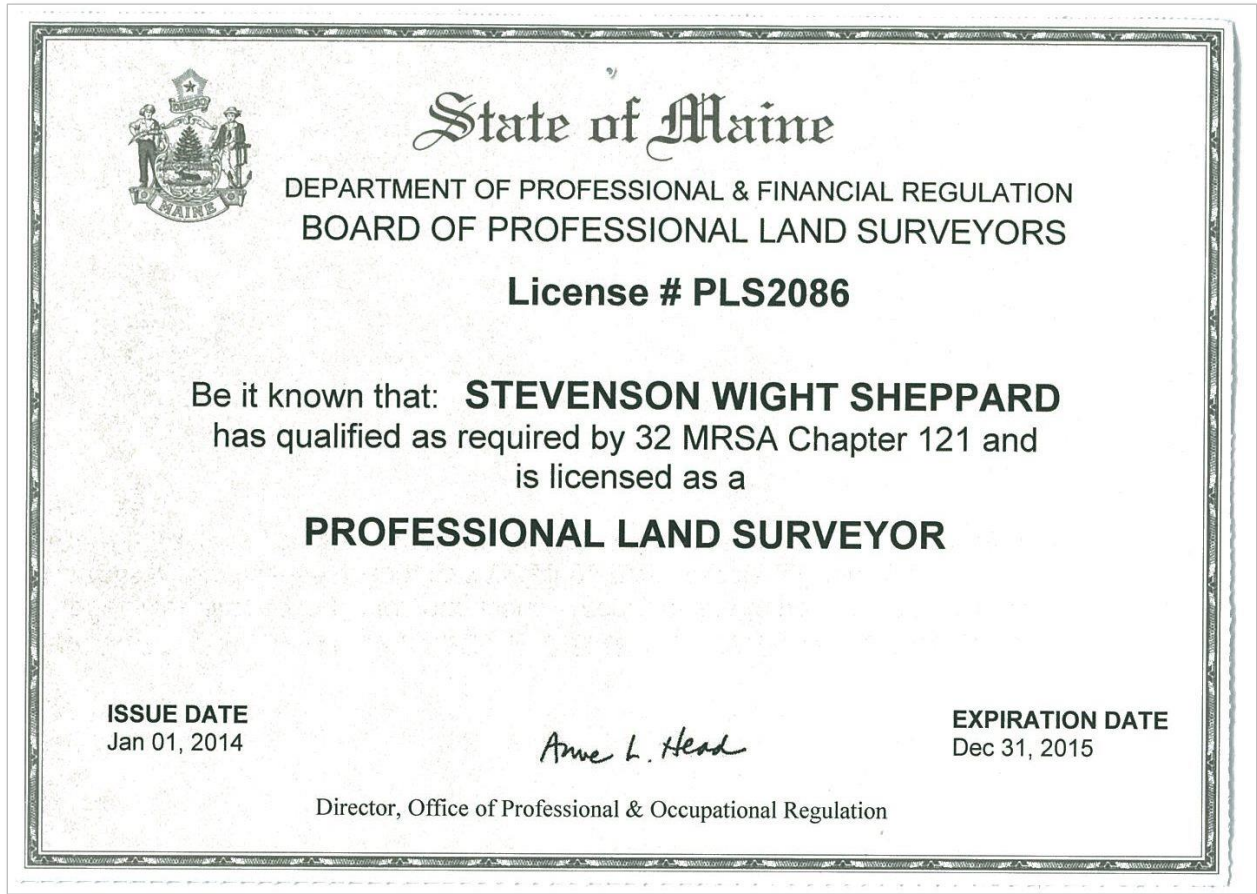 DIRIGO
MAINE
State of Maine
DEPARTMENT OF PROFESSIONAL & FINANCIAL REGULATION
BOARD OF PROFESSIONAL LAND SURVEYORS
License # PLS2086
Be it known that: STEVENSON WIGHT SHEPPARD
has qualified as required by 32 MRSA Chapter 121 and
is licensed as a
PROFESSIONAL LAND SURVEYOR
ISSUE DATE
Jan 01, 2014
Anne L. Head
EXPIRATION DATE
Dec 31, 2015
Director, Office of Professional & Occupational Regulation